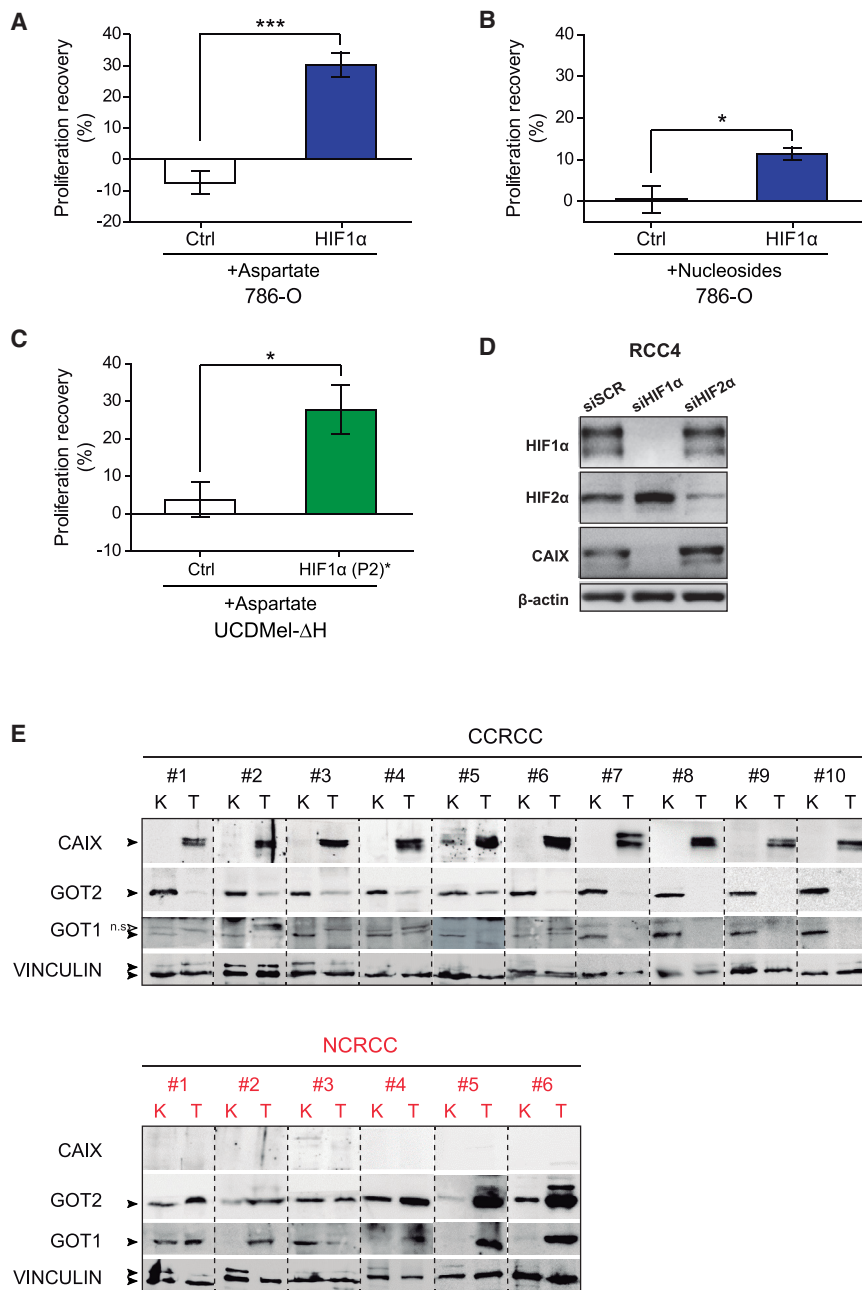 A
Proliferation recovery
(%)
40
30
20
10
0
-10
-20
***
Ctrl
HIF1α
+Aspartate
786-O
B
Proliferation recovery
(%)
40
30
20
10
0
*
Ctrl
HIF1α
+Nucleosides
786-O
C
Proliferation recovery
(%)
40
30
20
10
0
-10
*
Ctrl
HIF1α (P2)*
+Aspartate
UCDMel-ΔH
D
RCC4
siSCR siHIF1α siHIF2α
HIF1α
HIF2α
CAIX
β-actin
E
CCRCC
#1 #2 #3 #4 #5 #6 #7 #8 #9 #10
K T K T K T K T K T K T K T K T K T K T
CAIX
GOT2
n.s
GOT1
VINCULIN
NCRCC
#1 #2 #3 #4 #5 #6
K T K T K T K T K T K T
CAIX
GOT2
GOT1
VINCULIN